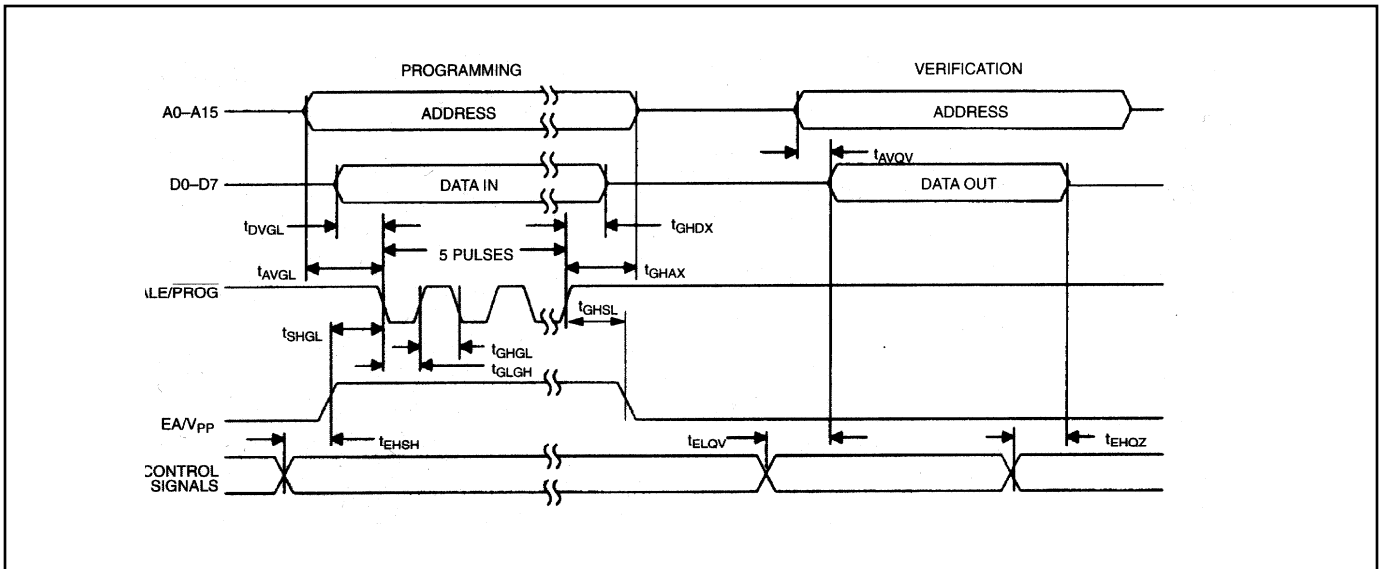 PROGRAMMING
VERIFICATION
A0–A15
ADDRESS
ADDRESS
tAVQV
D0–D7
DATA IN
DATA OUT
tDVGL
tGHDX
5 PULSES
tAVGL
tGHAX
ALE/PROG
tGHSL
tSHGL
tGHGL
tGLGH
EA/VPP
tEHSH
tELQV
tEHQZ
CONTROL
SIGNALS